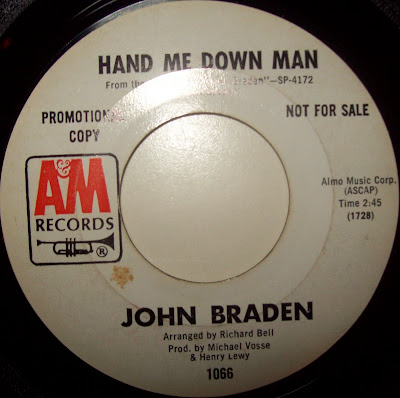 HAND ME DOWN MAN
From the Braden"—SP-4172
PROMOTIONAL
COPY
NOT FOR SALE
A&M
RECORDS
®
Almo Music Corp.
(ASCAP)
Time 2:45
(1728)
JOHN BRADEN
Arranged by Richard Bell
Prod. by Michael Vosse
& Henry Lewy
1066